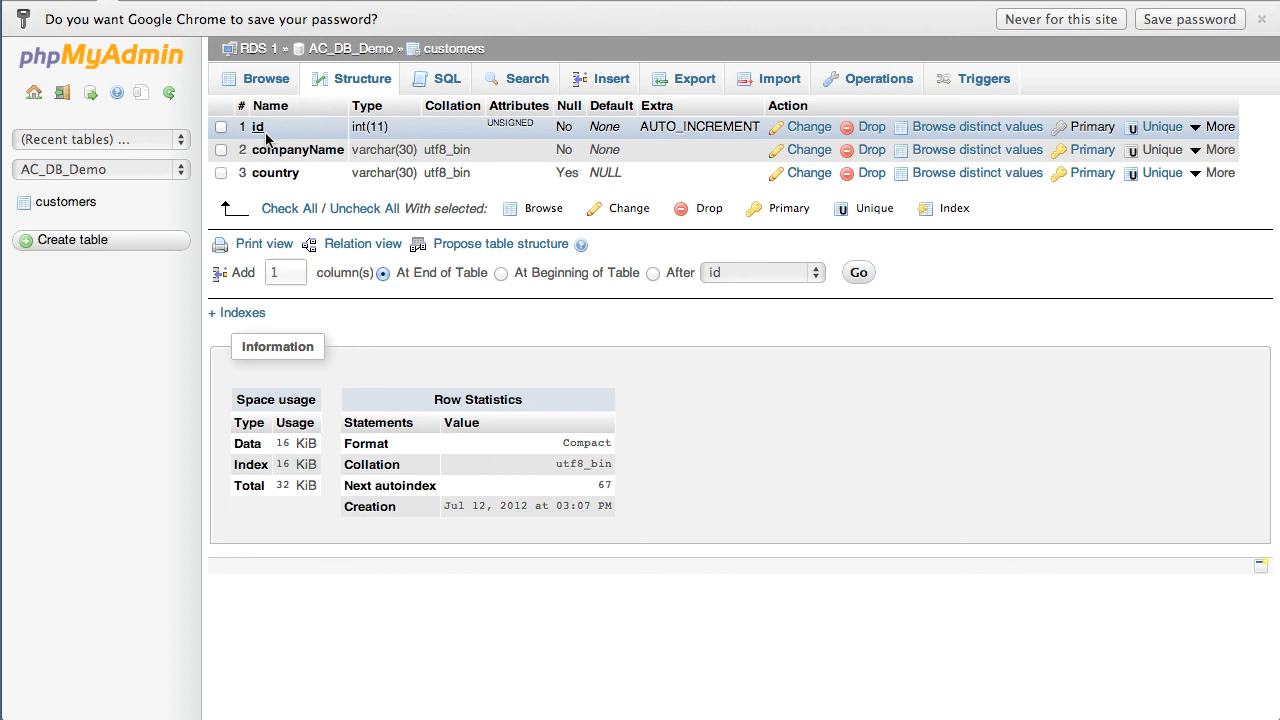 Do you want Google Chrome to save your password? Never for this site Save password ×
phpMyAdmin
RDS 1 » AC_DB_Demo » customers
Browse Structure SQL Search Insert Export Import Operations Triggers
# Name Type Collation Attributes Null Default Extra Action
1 id int(11) UNSIGNED No None AUTO_INCREMENT Change Drop Browse distinct values Primary Unique More
2 companyName varchar(30) utf8_bin No None Change Drop Browse distinct values Primary Unique More
3 country varchar(30) utf8_bin Yes NULL Change Drop Browse distinct values Primary Unique More
(Recent tables) ...
AC_DB_Demo
customers
Create table
Check All / Uncheck All With selected: Browse Change Drop Primary Unique Index
Print view Relation view Propose table structure
Add 1 column(s) At End of Table At Beginning of Table After id Go
+ Indexes
Information
Space usage
Type Usage
Data 16 KiB
Index 16 KiB
Total 32 KiB
Row Statistics
Statements Value
Format Compact
Collation utf8_bin
Next autoindex 67
Creation Jul 12, 2012 at 03:07 PM